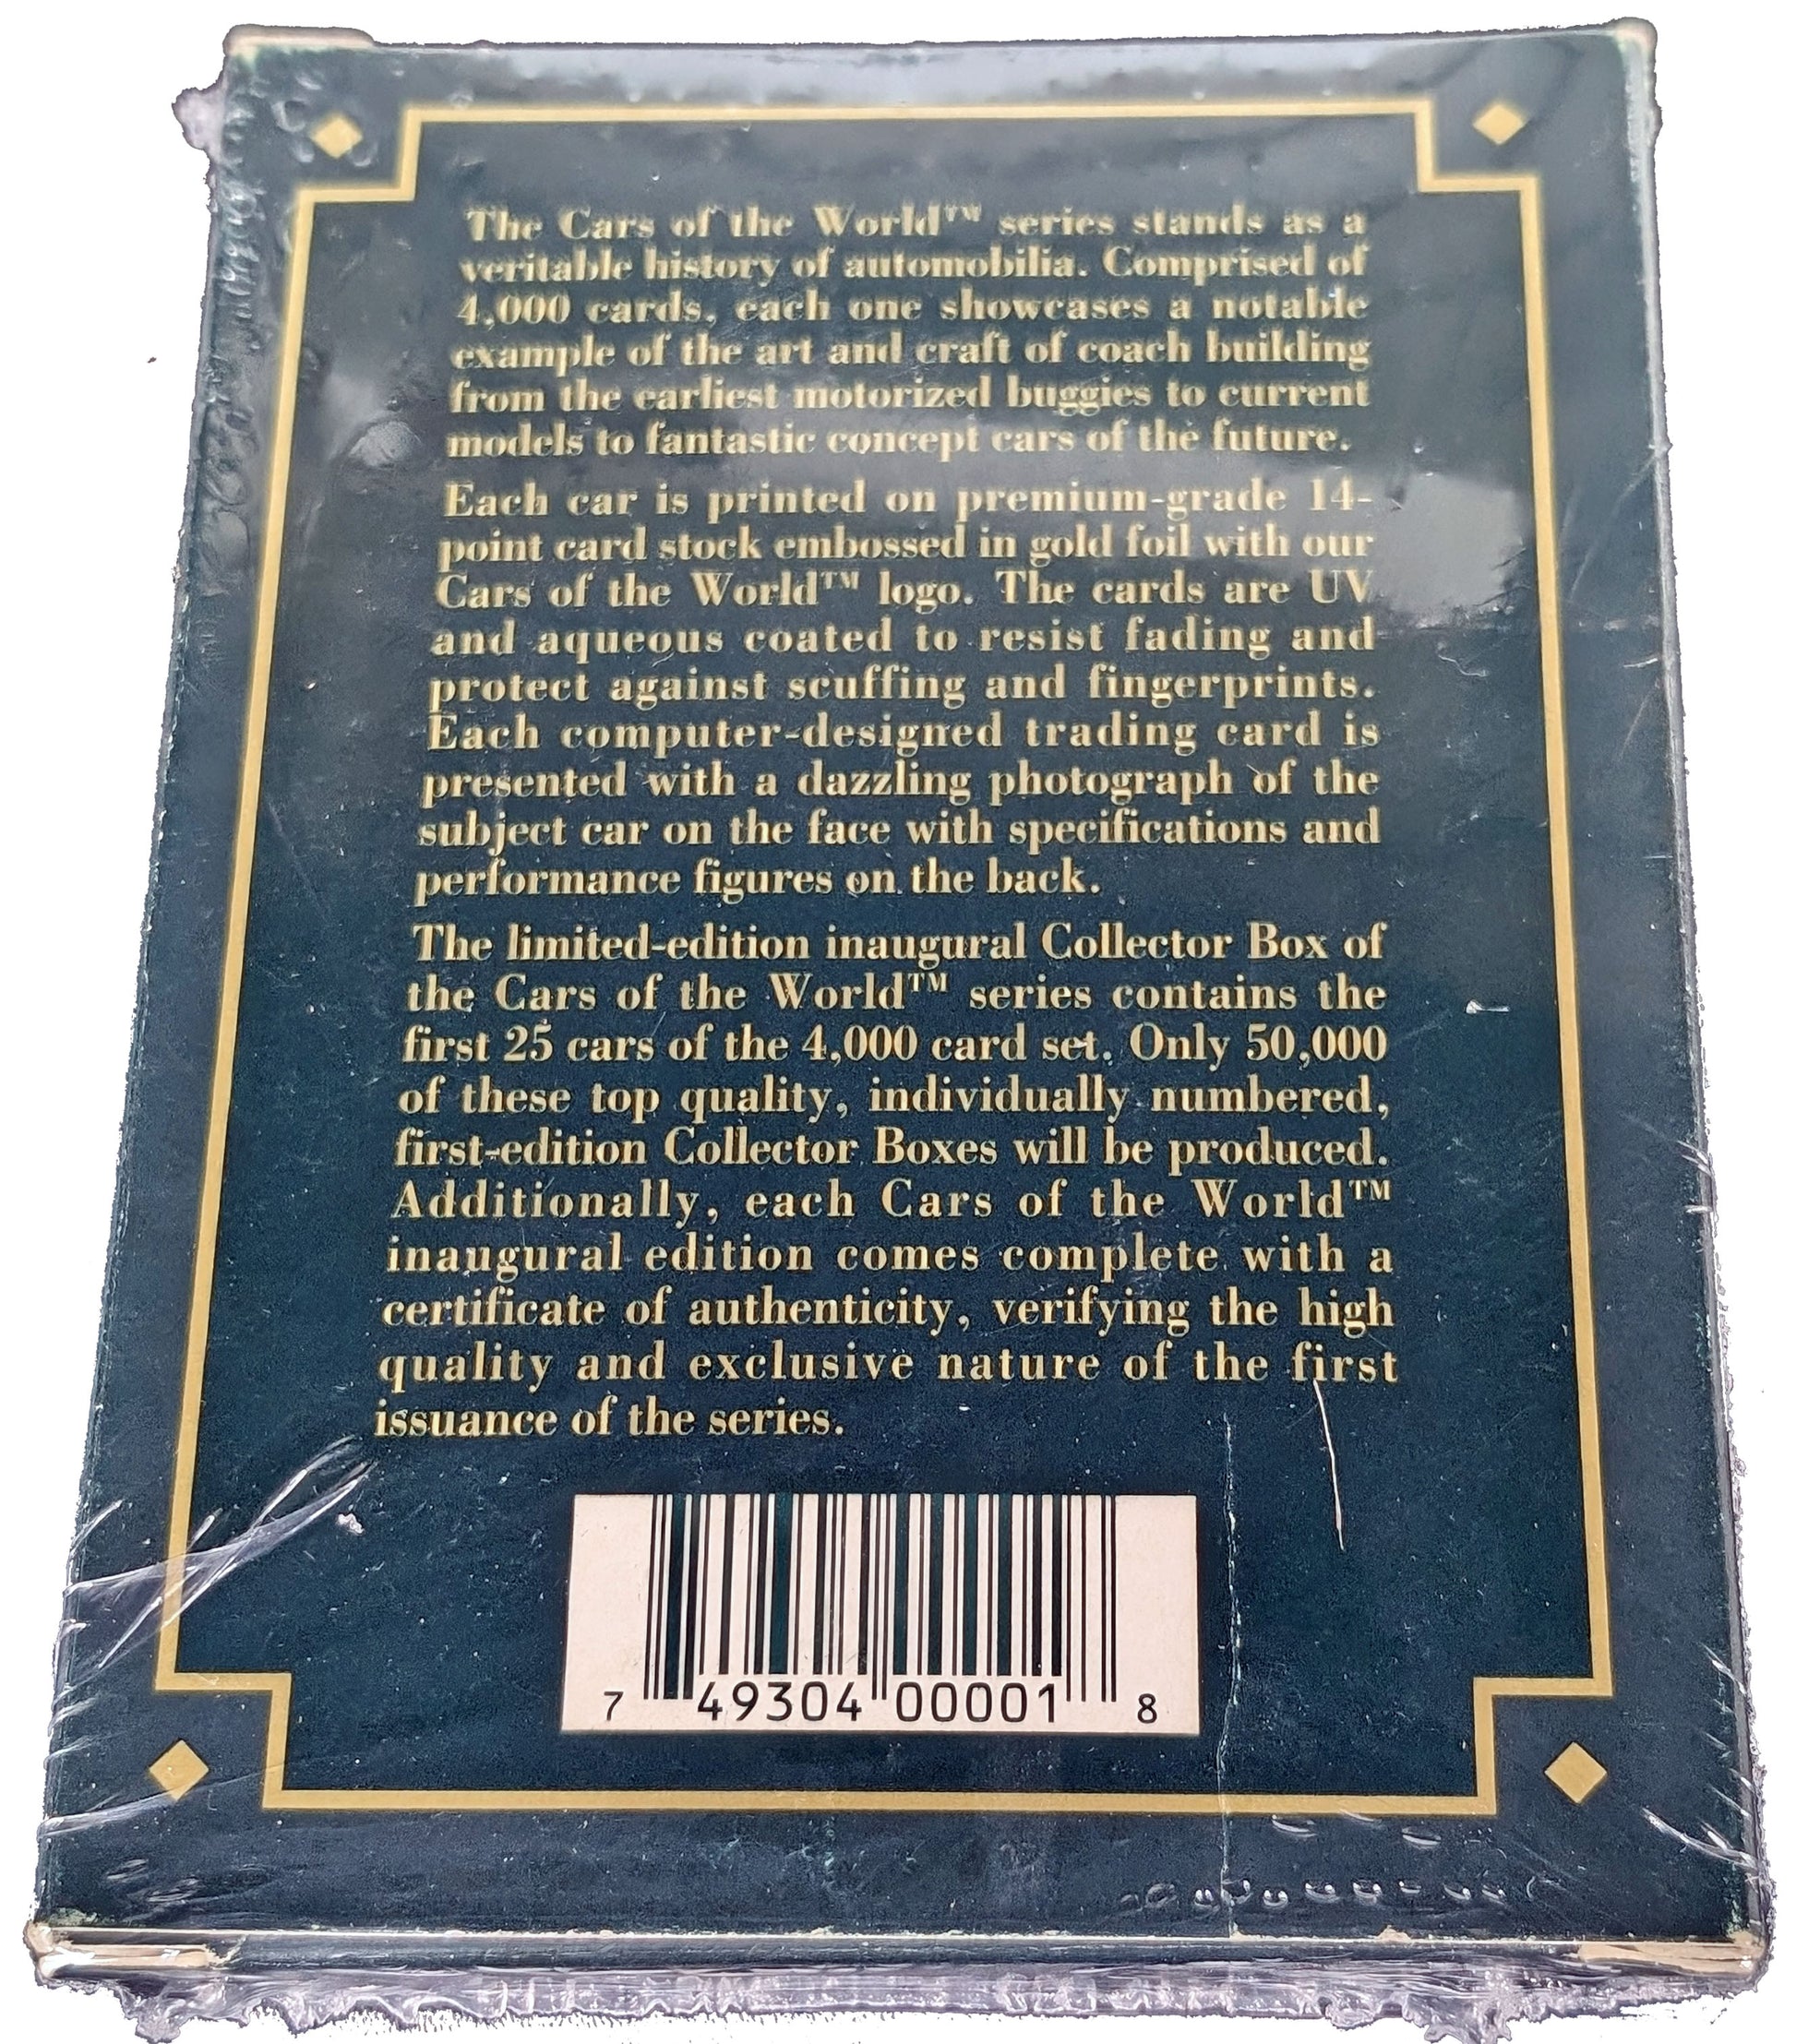 The Cars of the World™ series stands as a
veritable history of automobilia. Comprised of
4,000 cards, each one showcases a notable
example of the art and craft of coach building
from the earliest motorized buggies to current
models to fantastic concept cars of the future.
Each car is printed on premium-grade 14-
point card stock embossed in gold foil with our
Cars of the World™ logo. The cards are UV
and aqueous coated to resist fading and
protect against scuffing and fingerprints.
Each computer-designed trading card is
presented with a dazzling photograph of the
subject car on the face with specifications and
performance figures on the back.
The limited-edition inaugural Collector Box of
the Cars of the World™ series contains the
first 25 cars of the 4,000 card set. Only 50,000
of these top quality, individually numbered,
first-edition Collector Boxes will be produced.
Additionally, each Cars of the World™
inaugural edition comes complete with a
certificate of authenticity, verifying the high
quality and exclusive nature of the first
issuance of the series.
7 49304 00001 8